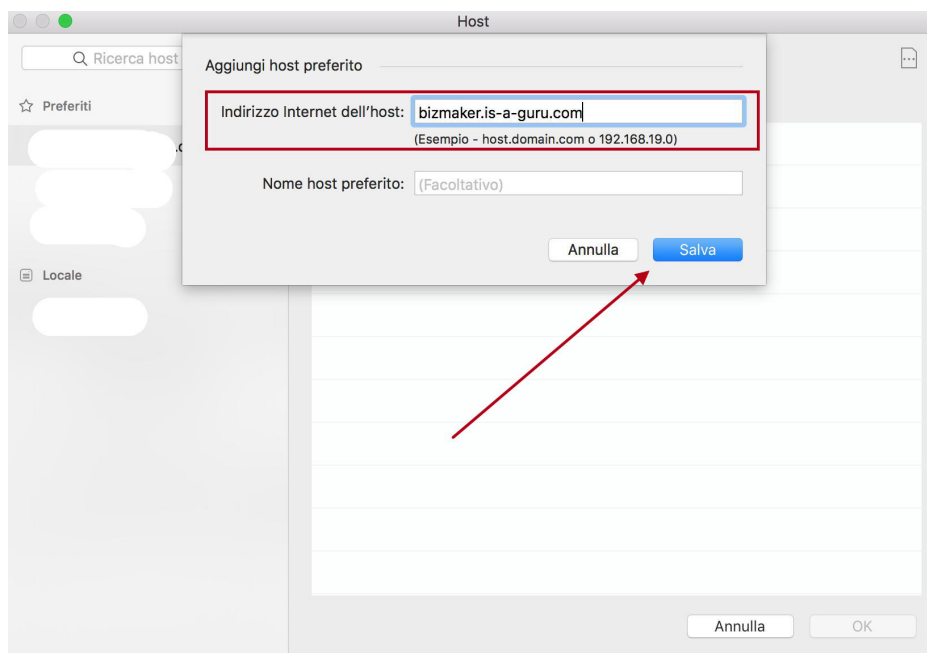 Host
Ricerca host
Aggiungi host preferito
Preferiti
Indirizzo Internet dell'host: bizmaker.is-a-guru.com
(Esempio - host.domain.com o 192.168.19.0)
Nome host preferito: (Facoltativo)
Annulla Salva
Locale
Annulla OK